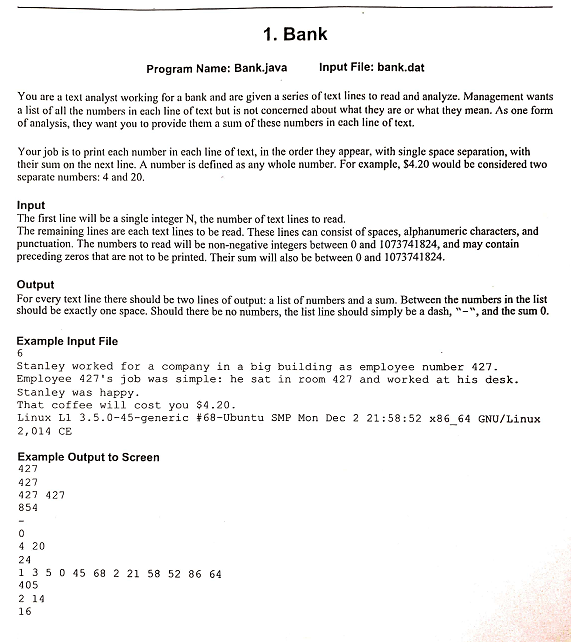 1. Bank
Program Name: Bank.java Input File: bank.dat
You are a text analyst working for a bank and are given a series of text lines to read and analyze. Management wants
a list of all the numbers in each line of text but is not concerned about what they are or what they mean. As one form
of analysis, they want you to provide them a sum of these numbers in each line of text.
Your job is to print each number in each line of text, in the order they appear, with single space separation, with
their sum on the next line. A number is defined as any whole number. For example, $4.20 would be considered two
separate numbers: 4 and 20.
Input
The first line will be a single integer N, the number of text lines to read.
The remaining lines are each text lines to be read. These lines can consist of spaces, alphanumeric characters, and
punctuation. The numbers to read will be non-negative integers between 0 and 1073741824, and may contain
preceding zeros that are not to be printed. Their sum will also be between 0 and 1073741824.
Output
For every text line there should be two lines of output: a list of numbers and a sum. Between the numbers in the list
should be exactly one space. Should there be no numbers, the list line should simply be a dash, "-", and the sum 0.
Example Input File
6
Stanley worked for a company in a big building as employee number 427.
Employee 427's job was simple: he sat in room 427 and worked at his desk.
Stanley was happy.
That coffee will cost you $4.20.
Linux L1 3.5.0-45-generic #68-Ubuntu SMP Mon Dec 2 21:58:52 x86_64 GNU/Linux
2,014 CE
Example Output to Screen
427
427
427 427
854
-
0
4 20
24
1 3 5 0 45 68 2 21 58 52 86 64
405
2 14
16